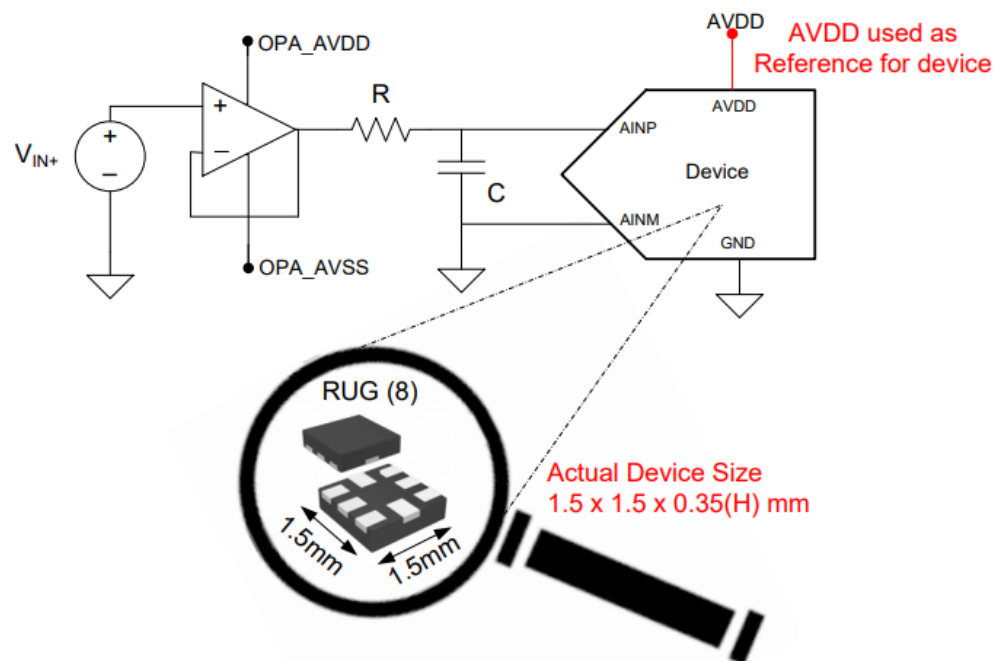 OPA_AVDD
AVDD
AVDD used as
Reference for device
R
+
AVDD
AINP
+
VIN+
−
−
Device
C
AINM
GND
OPA_AVSS
RUG (8)
Actual Device Size
1.5 x 1.5 x 0.35(H) mm
1.5mm
1.5mm